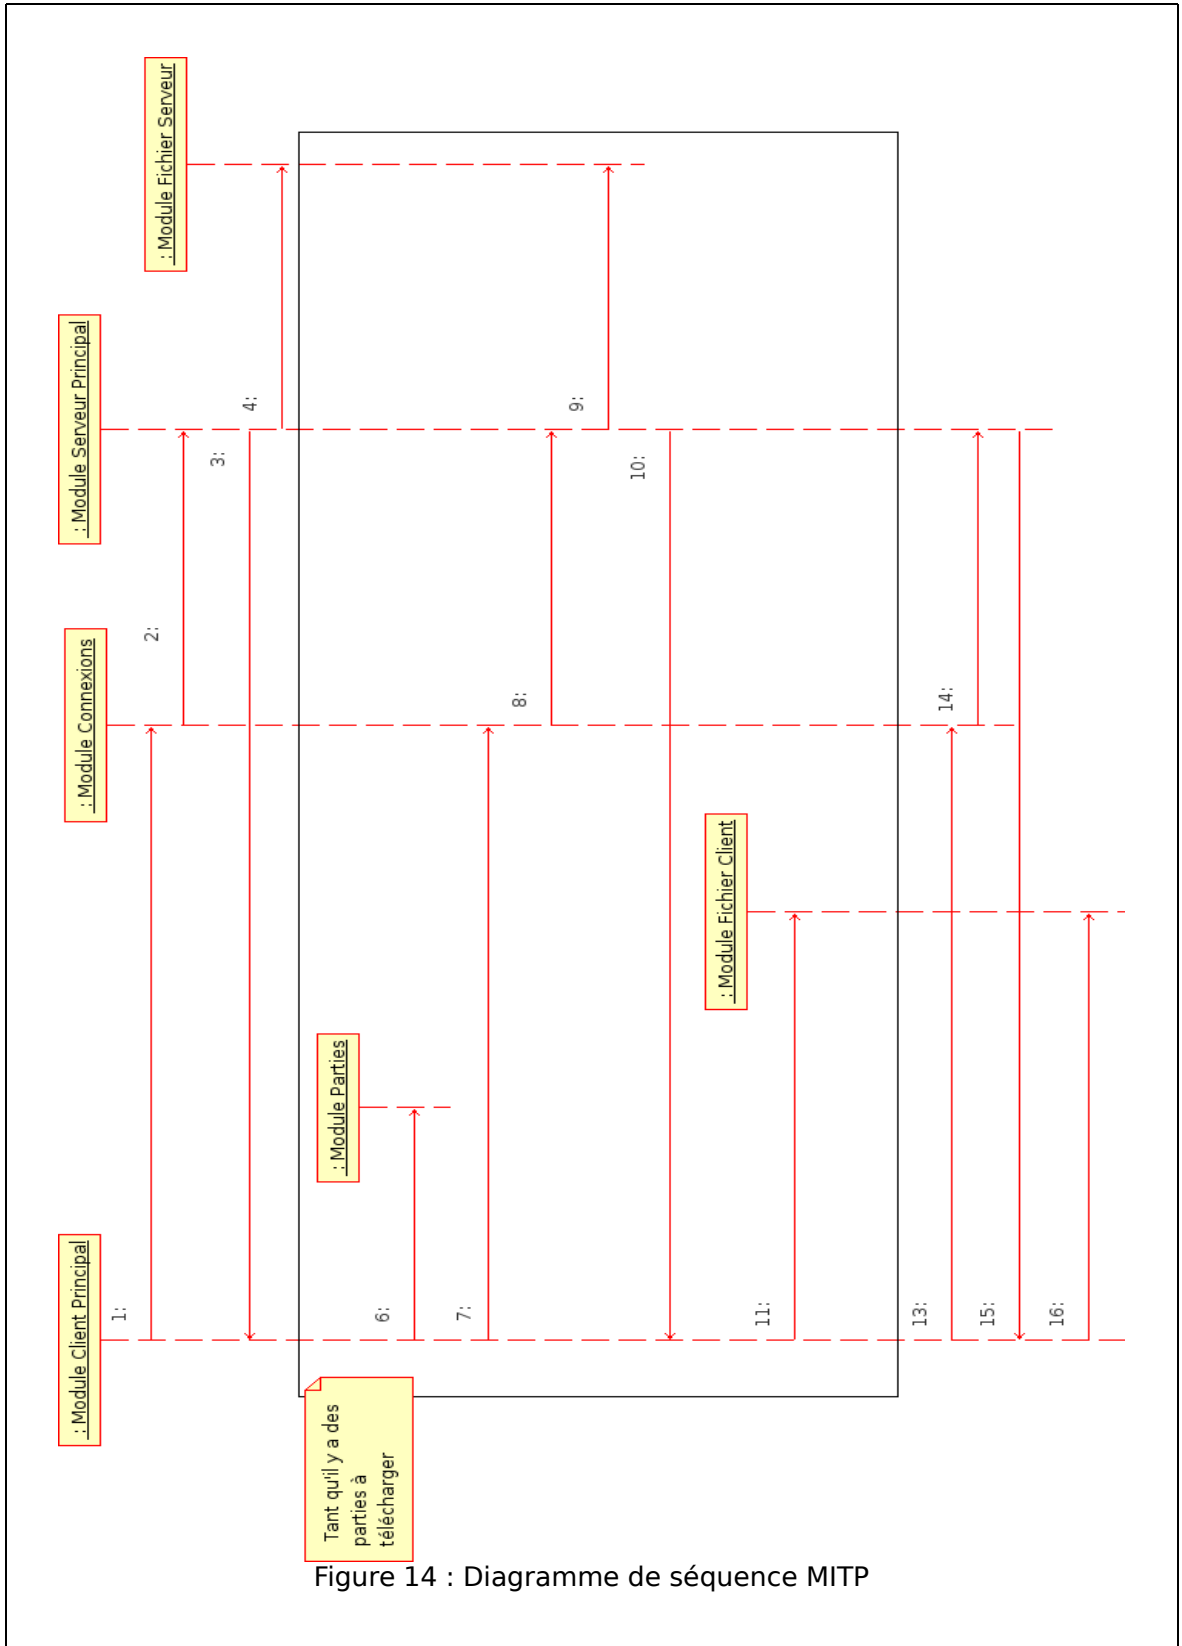 : Module Client Principal
: Module Connexions
: Module Serveur Principal
: Module Fichier Serveur
1:
2:
3:
4:
Tant qu'il y a des
parties à
télécharger
: Module Parties
6:
7:
8:
9:
10:
: Module Fichier Client
11:
13:
14:
15:
16:
Figure 14 : Diagramme de séquence MITP